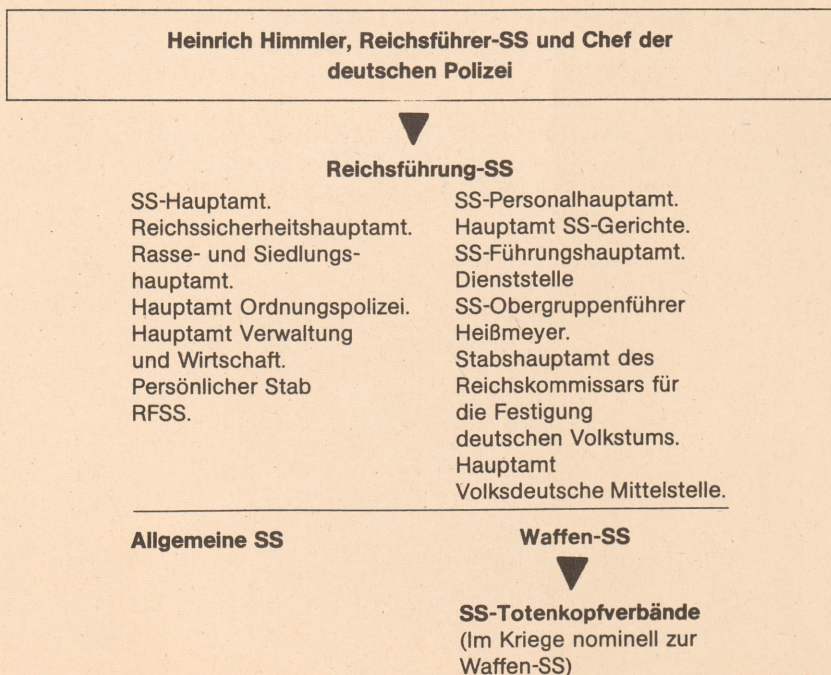 Heinrich Himmler, Reichsführer-SS und Chef der
deutschen Polizei
Reichsführung-SS
SS-Hauptamt.
Reichssicherheitshauptamt.
Rasse- und Siedlungs-
hauptamt.
Hauptamt Ordnungspolizei.
Hauptamt Verwaltung
und Wirtschaft.
Persönlicher Stab
RFSS.
SS-Personalhauptamt.
Hauptamt SS-Gerichte.
SS-Führungshauptamt.
Dienststelle
SS-Obergruppenführer
Heißmeyer.
Stabshauptamt des
Reichskommissars für
die Festigung
deutschen Volkstums.
Hauptamt
Volksdeutsche Mittelstelle.
Allgemeine SS
Waffen-SS
SS-Totenkopfverbände
(Im Kriege nominell zur
Waffen-SS)